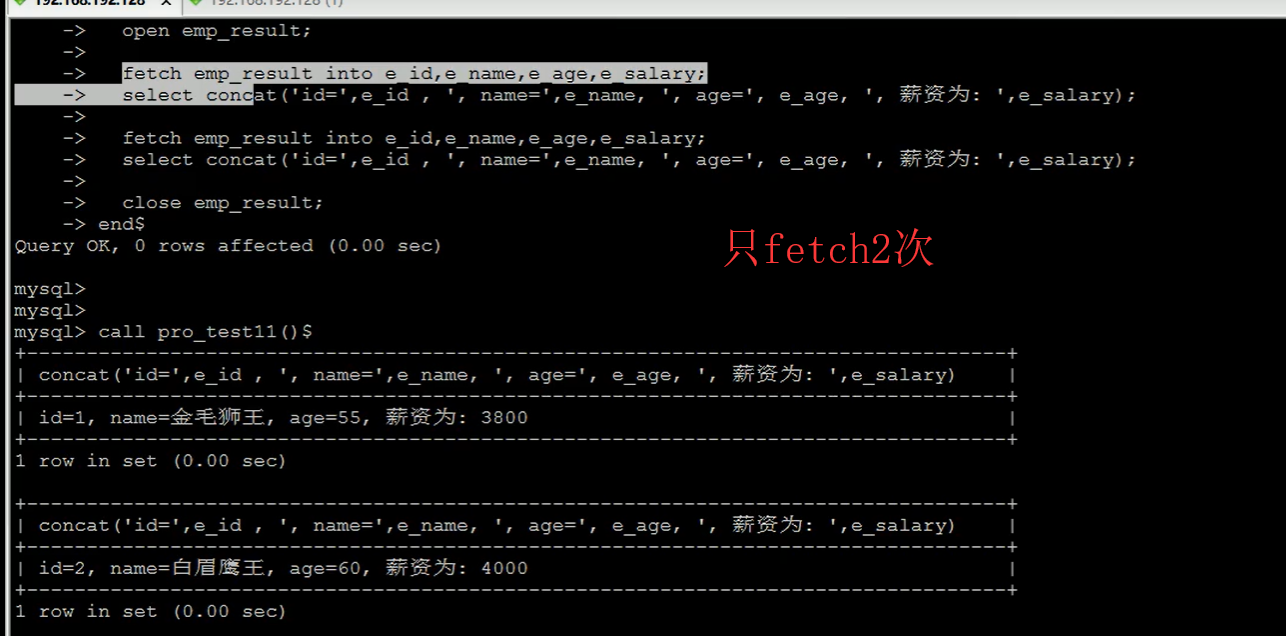 192.168.192.128 × 192.168.192.128 (1)
-> open emp_result;
->
-> fetch emp_result into e_id,e_name,e_age,e_salary;
-> select concat('id=',e_id , ', name=',e_name, ', age=', e_age, ', 薪资为: ',e_salary);
->
-> fetch emp_result into e_id,e_name,e_age,e_salary;
-> select concat('id=',e_id , ', name=',e_name, ', age=', e_age, ', 薪资为: ',e_salary);
->
-> close emp_result;
-> end$
Query OK, 0 rows affected (0.00 sec)
只fetch2次
mysql>
mysql>
mysql> call pro_test11()$
+----------------------------------------------------------------------------------+
| concat('id=',e_id , ', name=',e_name, ', age=', e_age, ', 薪资为: ',e_salary) |
+----------------------------------------------------------------------------------+
| id=1, name=金毛狮王, age=55, 薪资为: 3800 |
+----------------------------------------------------------------------------------+
1 row in set (0.00 sec)
+----------------------------------------------------------------------------------+
| concat('id=',e_id , ', name=',e_name, ', age=', e_age, ', 薪资为: ',e_salary) |
+----------------------------------------------------------------------------------+
| id=2, name=白眉鹰王, age=60, 薪资为: 4000 |
+----------------------------------------------------------------------------------+
1 row in set (0.00 sec)